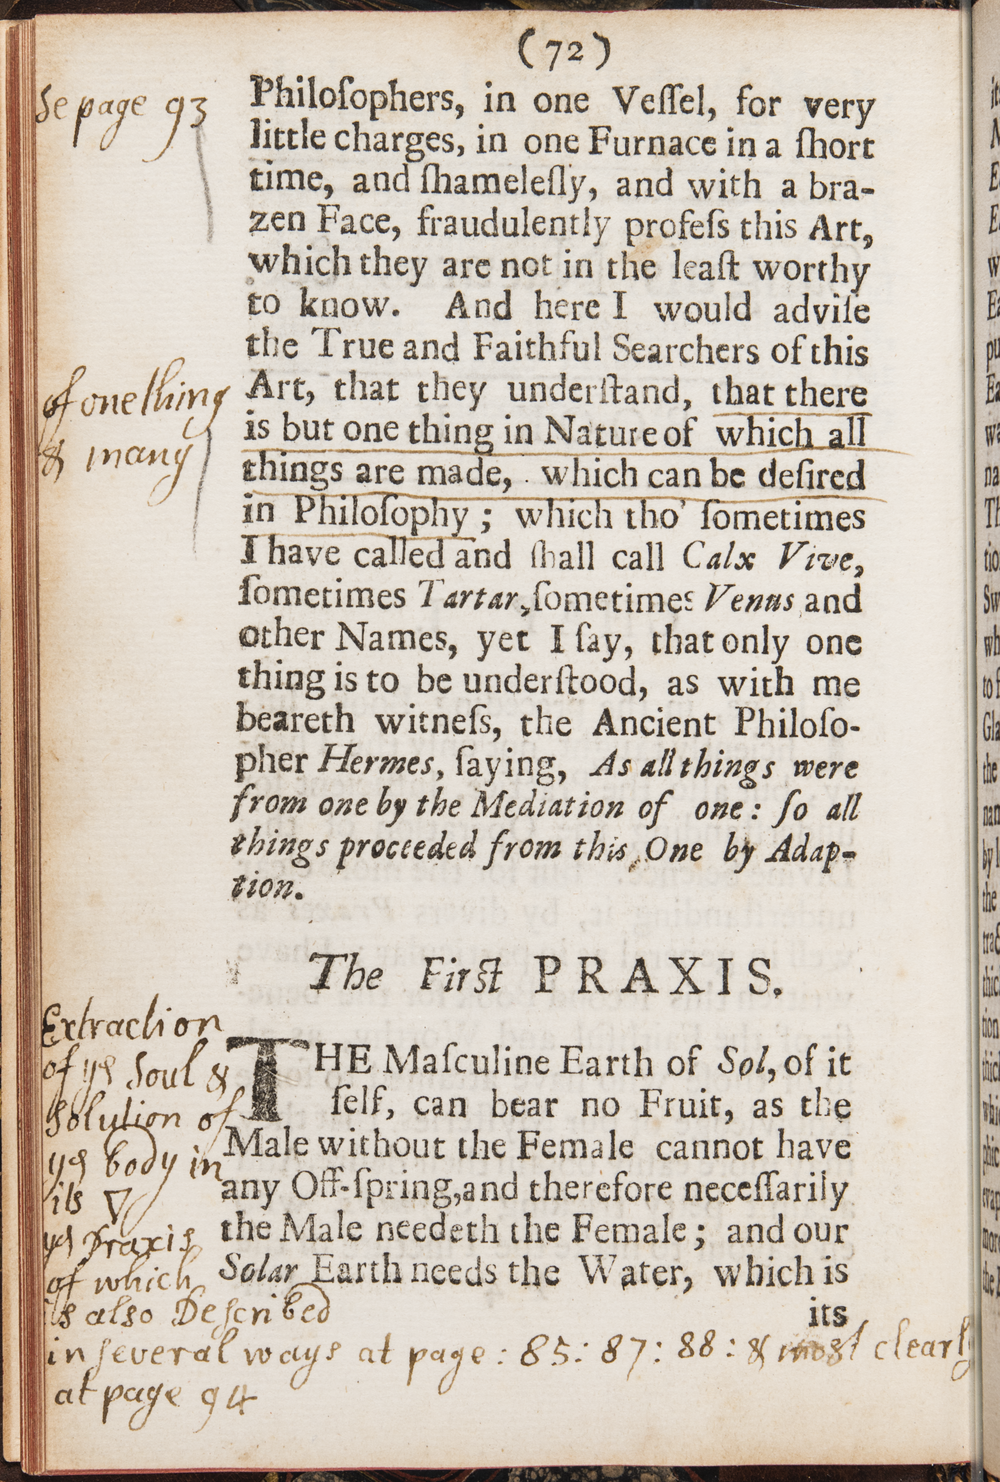 (72)
Se page 93
Philoſophers, in one Veſſel, for very
little charges, in one Furnace in a ſhort
time, and ſhameleſly, and with a bra-
zen Face, fraudulently profeſs this Art,
which they are not in the leaſt worthy
to know. And here I would adviſe
the True and Faithful Searchers of this
Art, that they underſtand, that there
is but one thing in Nature of which all
things are made, which can be deſired
in Philoſophy; which tho' ſometimes
I have called and ſhall call Calx Vive,
ſometimes Tartar, ſometimes Venus and
other Names, yet I ſay, that only one
thing is to be underſtood, as with me
beareth witneſs, the Ancient Philoſo-
pher Hermes, ſaying, As all things were
from one by the Mediation of one: ſo all
things proceeded from this One by Adap-
tion.
of one thing
& many
The Firſt PRAXIS.
THE Maſculine Earth of Sol, of it
ſelf, can bear no Fruit, as the
Male without the Female cannot have
any Off-ſpring, and therefore neceſſarily
the Male needeth the Female; and our
Solar Earth needs the Water, which is
its
Extraction
of ye Soul &
Solution of
ye body in
its 🜄
ye Praxis
of which
is also Deſcribed
in ſeveral ways at page: 85: 87: 88: & most clearly
at page 94